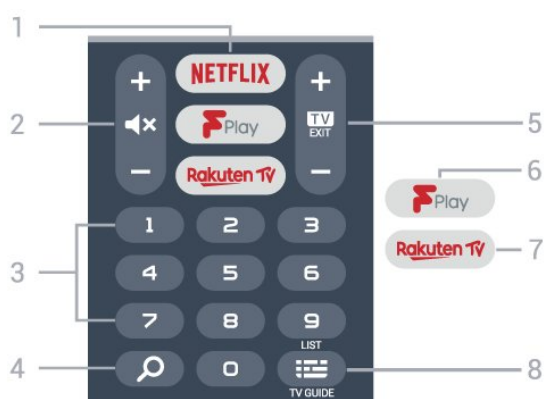 1
+ NETFLIX +
2 TV 5
EXIT
F Play
6
- Rakuten TV -
F Play
1 2 3
Rakuten TV 7
3
4 5 6
7 8 9
LIST
4 0 8
TV GUIDE